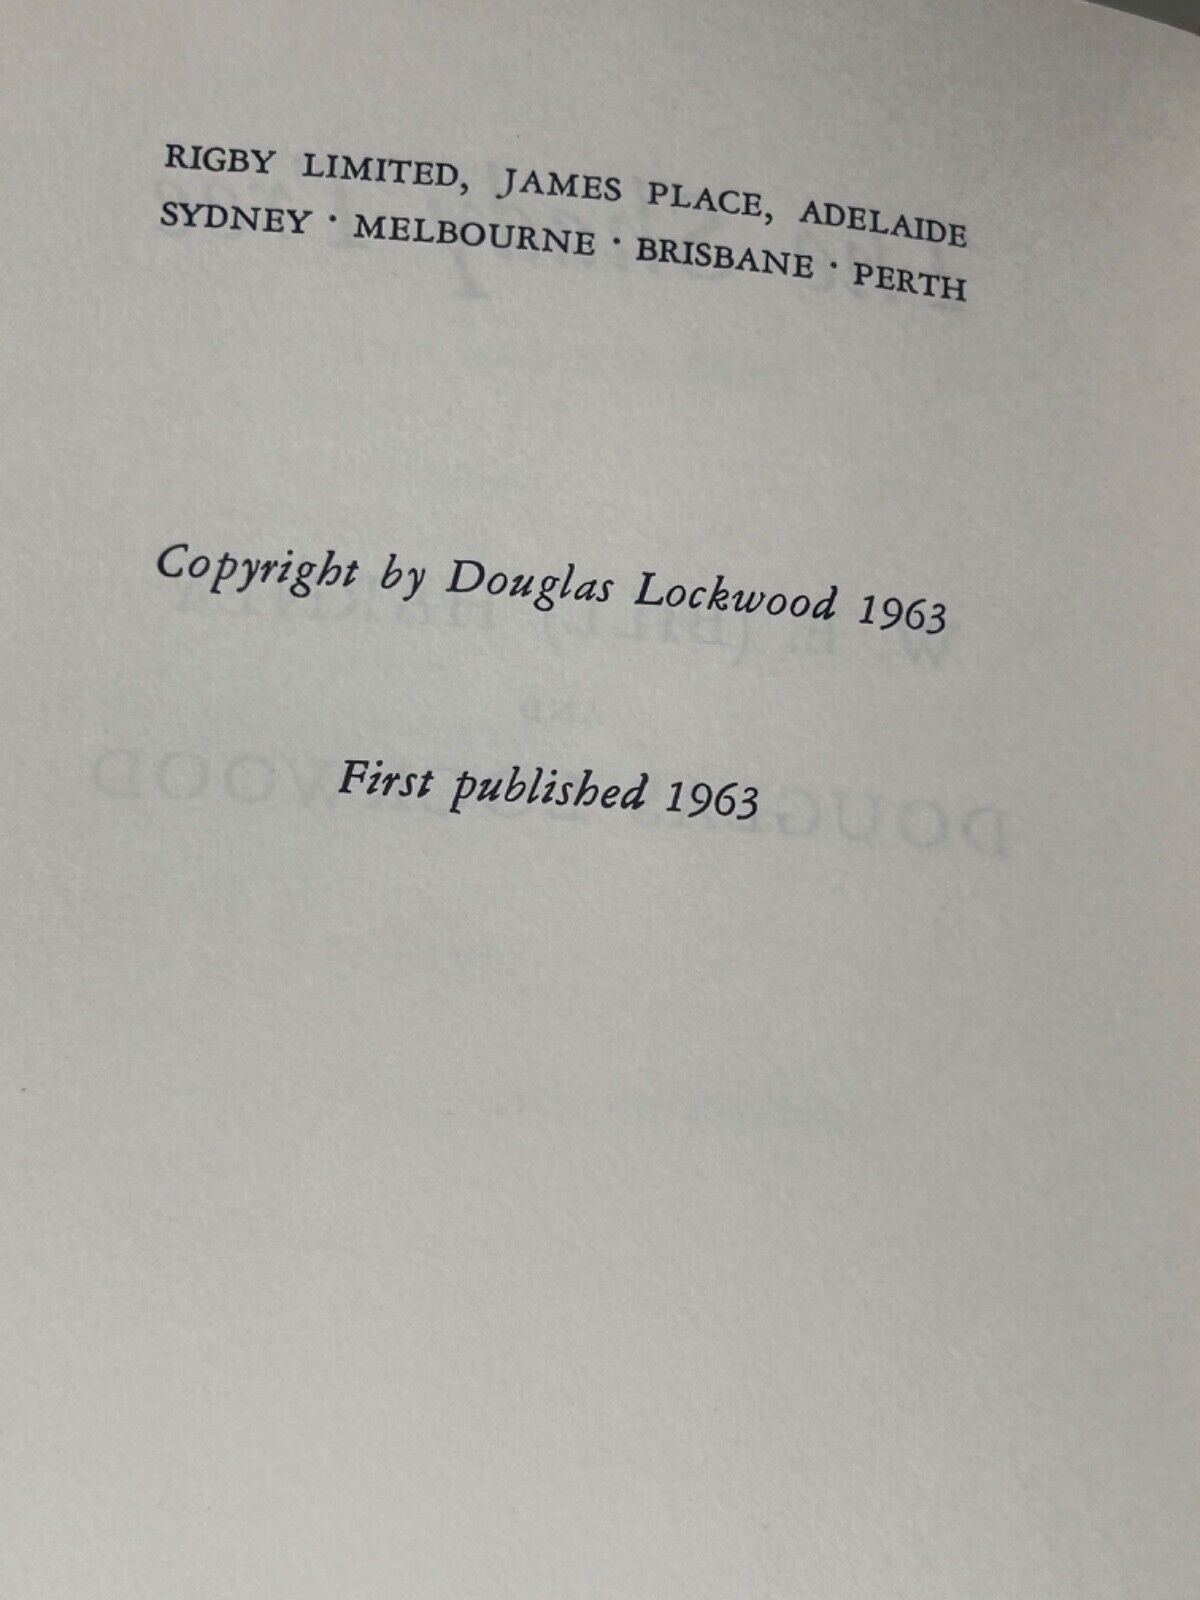 RIGBY LIMITED, JAMES PLACE, ADELAIDE
SYDNEY · MELBOURNE · BRISBANE · PERTH
Copyright by Douglas Lockwood 1963
First published 1963